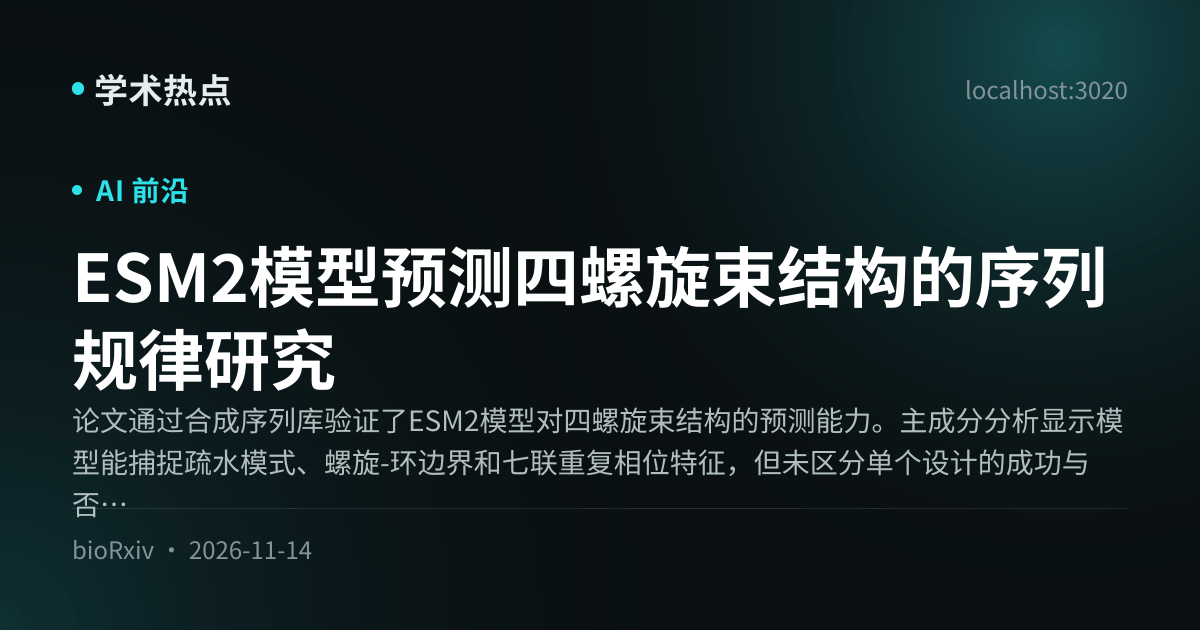 学术热点
localhost:3020
AI 前沿
ESM2模型预测四螺旋束结构的序列
规律研究
论文通过合成序列库验证了ESM2模型对四螺旋束结构的预测能力。主成分分析显示模
型能捕捉疏水模式、螺旋-环边界和七联重复相位特征，但未区分单个设计的成功与
否…
bioRxiv • 2026-11-14